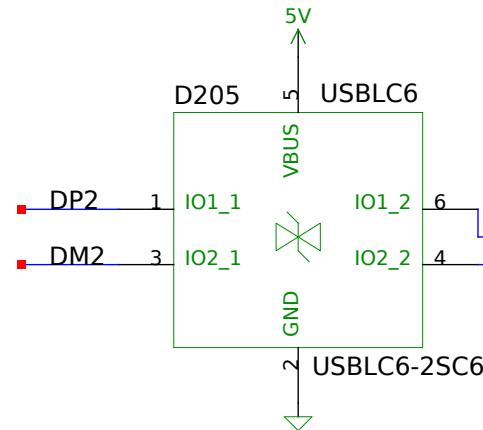 5V
D205 USBLC6
5
VBUS
DP2 1 IO1_1 IO1_2 6
DM2 3 IO2_1 IO2_2 4
GND
2
USBLC6-2SC6